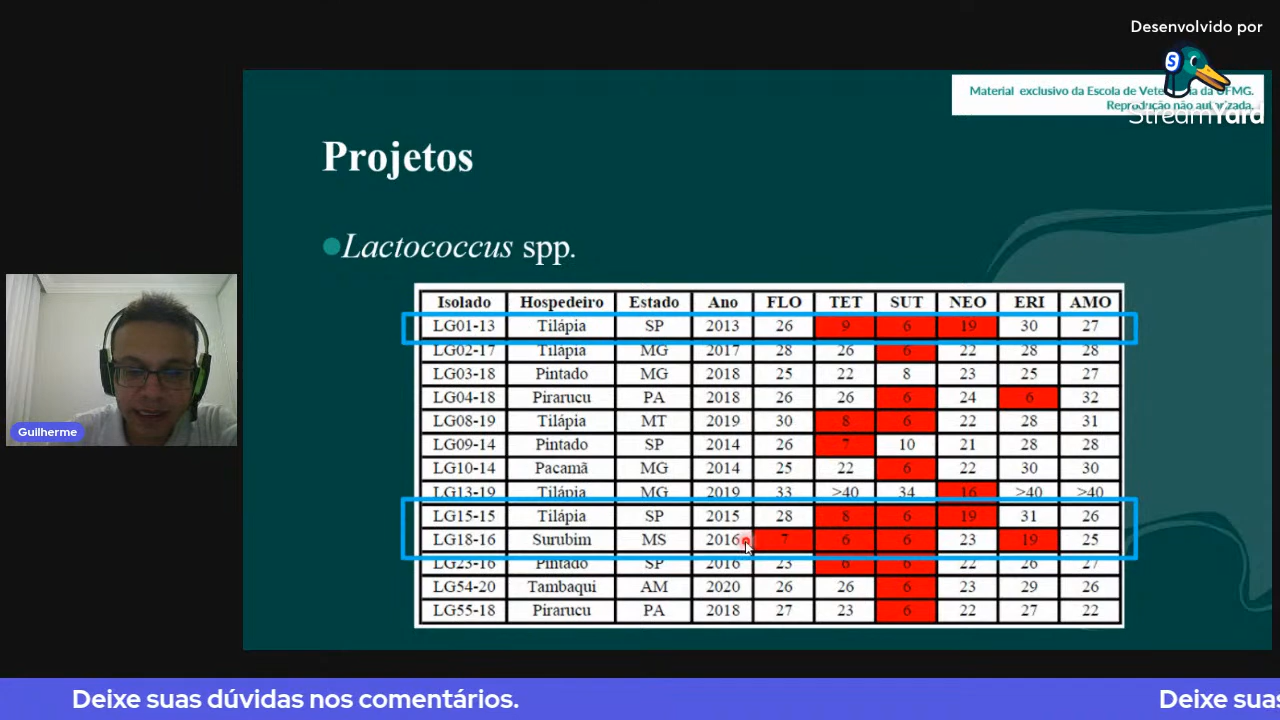 Desenvolvido por
S
StreamYard
Material exclusivo da Escola de Veterinária da UFMG.
Reprodução não autorizada.
Projetos
Lactococcus spp.
Isolado Hospedeiro Estado Ano FLO TET SUT NEO ERI AMO
LG01-13 Tilápia SP 2013 26 9 6 19 30 27
LG02-17 Tilápia MG 2017 28 26 6 22 28 28
LG03-18 Pintado MG 2018 25 22 8 23 25 27
LG04-18 Pirarucu PA 2018 26 26 6 24 6 32
LG08-19 Tilápia MT 2019 30 8 6 22 28 31
LG09-14 Pintado SP 2014 26 7 10 21 28 28
LG10-14 Pacamã MG 2014 25 22 6 22 30 30
LG13-19 Tilápia MG 2019 33 >40 34 16 >40 >40
LG15-15 Tilápia SP 2015 28 8 6 19 31 26
LG18-16 Surubim MS 2016 7 6 6 23 19 25
LG23-16 Pintado SP 2016 23 6 6 22 26 27
LG54-20 Tambaqui AM 2020 26 26 6 23 29 26
LG55-18 Pirarucu PA 2018 27 23 6 22 27 22
Guilherme
Deixe suas dúvidas nos comentários.
Deixe suas